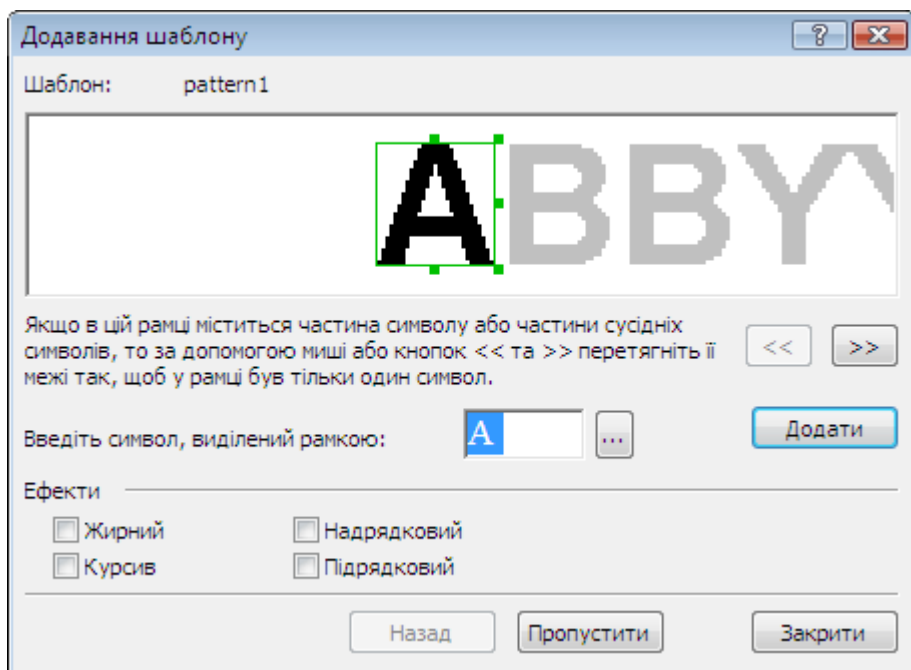 Додавання шаблону
Шаблон: pattern1
ABBYY
Якщо в цій рамці міститься частина символу або частини сусідніх
символів, то за допомогою миші або кнопок << та >> перетягніть її
межі так, щоб у рамці був тільки один символ.
<< >>
Введіть символ, виділений рамкою: A ... Додати
Ефекти
Жирний Надрядковий
Курсив Підрядковий
Назад Пропустити Закрити